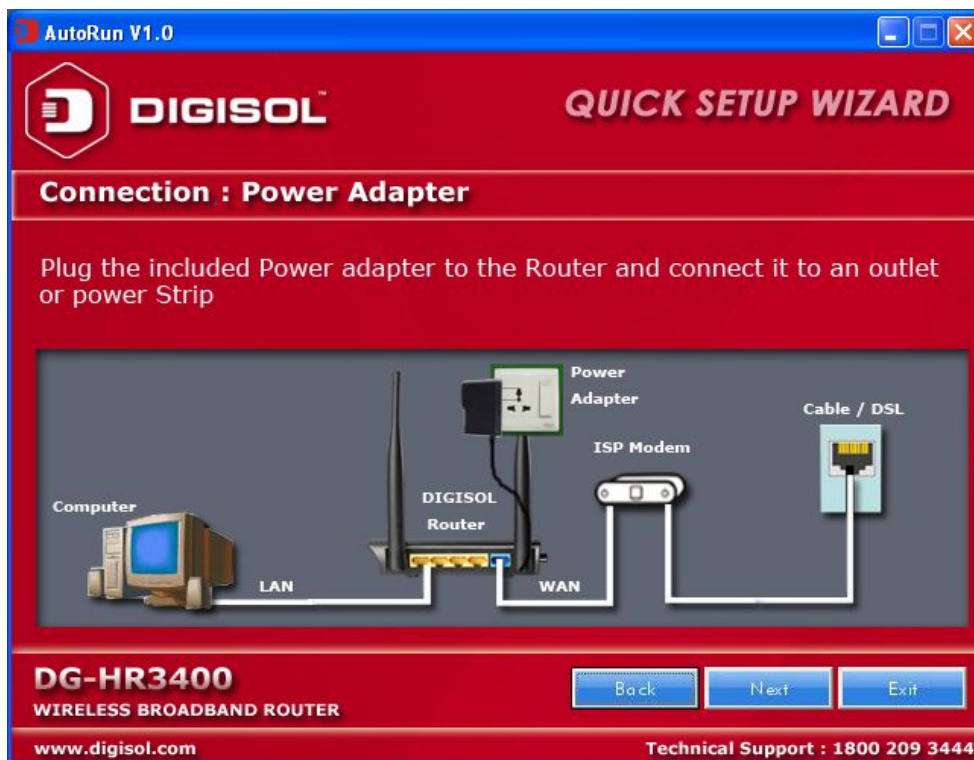 AutoRun V1.0
DIGISOL™
QUICK SETUP WIZARD
Connection : Power Adapter
Plug the included Power adapter to the Router and connect it to an outlet
or power Strip
Power
Adapter
Cable / DSL
ISP Modem
Computer
DIGISOL
Router
LAN
WAN
DG-HR3400
WIRELESS BROADBAND ROUTER
Back
Next
Exit
www.digisol.com
Technical Support : 1800 209 3444